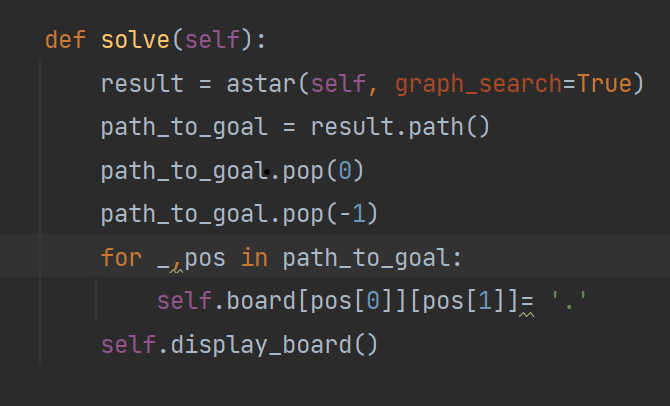 def solve(self):
    result = astar(self, graph_search=True)
    path_to_goal = result.path()
    path_to_goal.pop(0)
    path_to_goal.pop(-1)
    for _,pos in path_to_goal:
        self.board[pos[0]][pos[1]]= '.'
    self.display_board()